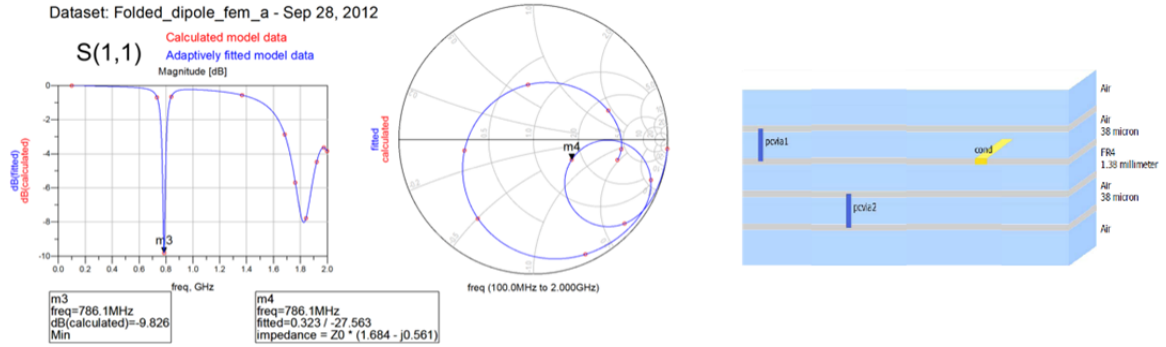 Dataset: Folded_dipole_fem_a - Sep 28, 2012
S(1,1)
Calculated model data
Adaptively fitted model data
Magnitude [dB]
dB(fitted)
dB(calculated)
0
-2
-4
-6
-8
-10
m3
0.0 0.2 0.4 0.6 0.8 1.0 1.2 1.4 1.6 1.8 2.0
freq, GHz
m3
freq=786.1MHz
dB(calculated)=-9.826
Min
fitted
calculated
m4
freq (100.0MHz to 2.000GHz)
m4
freq=786.1MHz
fitted=0.323 / -27.563
impedance = Z0 * (1.684 - j0.561)
Air
Air
38 micron
FR4
1.38 millimeter
Air
38 micron
Air
pcvia1
cond
pcvia2